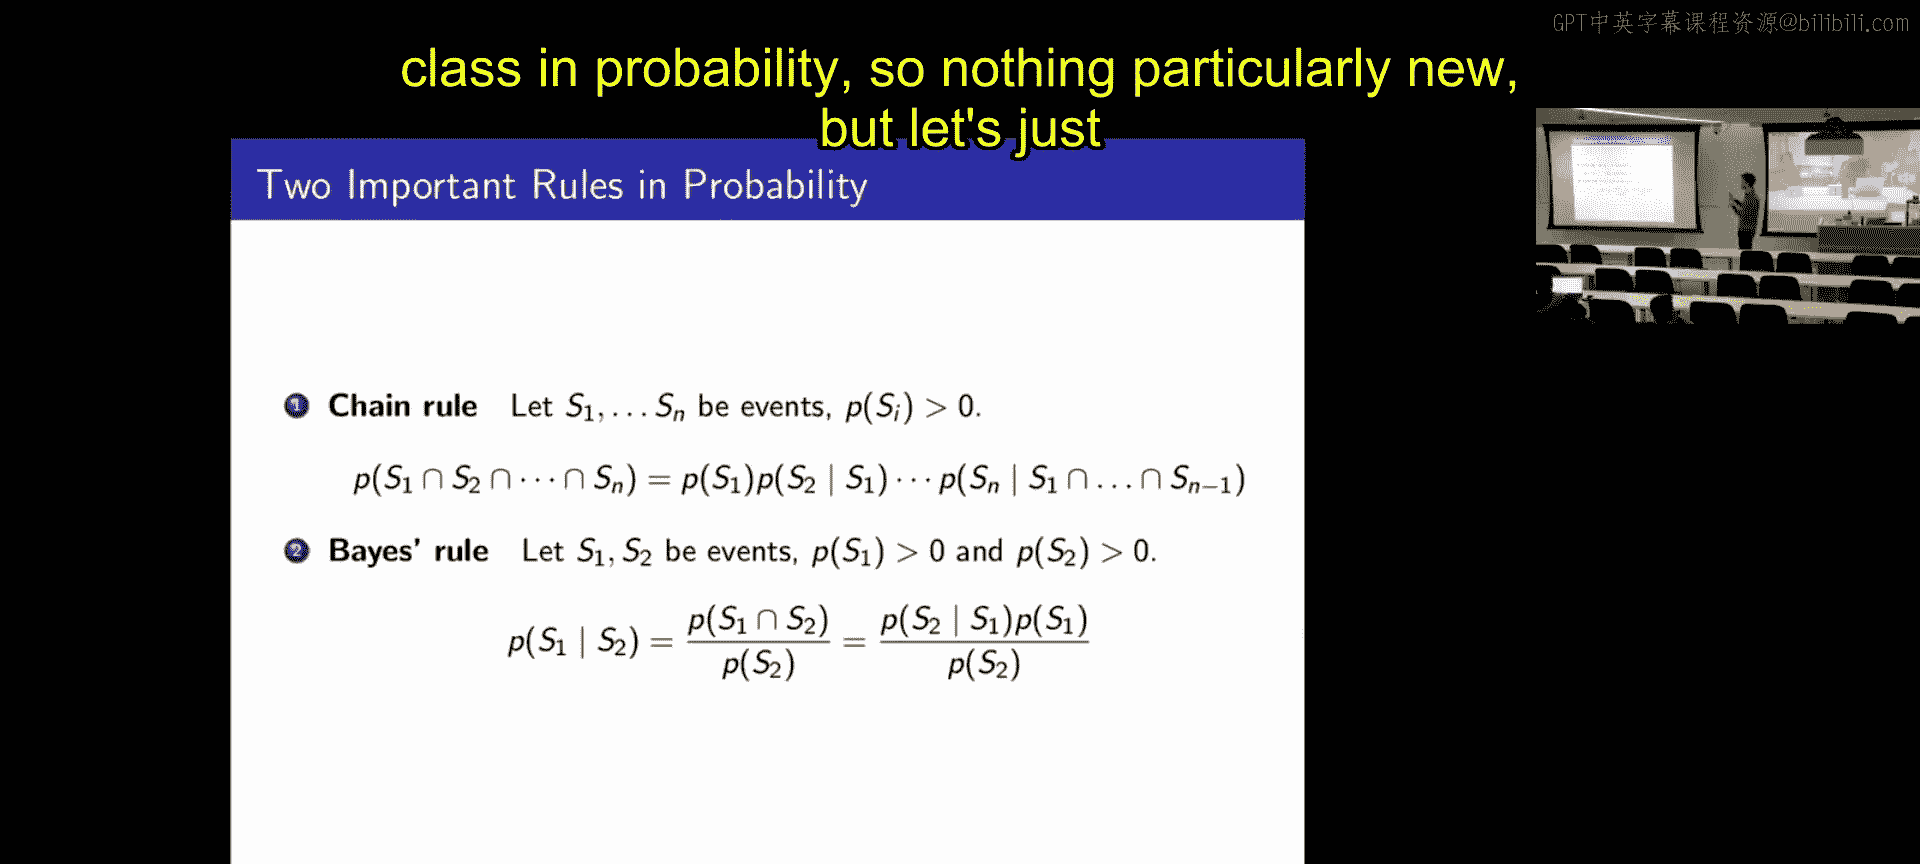 GPT中英字幕课程资源@bilibili.com
class in probability, so nothing particularly new,
but let's just
Two Important Rules in Probability
1 Chain rule Let S₁, . . . Sₙ be events, p(Sᵢ) > 0.
p(S₁ ∩ S₂ ∩ · · · ∩ Sₙ) = p(S₁)p(S₂ | S₁) · · · p(Sₙ | S₁ ∩ . . . ∩ Sₙ₋₁)
2 Bayes' rule Let S₁, S₂ be events, p(S₁) > 0 and p(S₂) > 0.
p(S₁ | S₂) = p(S₁ ∩ S₂) / p(S₂) = p(S₂ | S₁)p(S₁) / p(S₂)